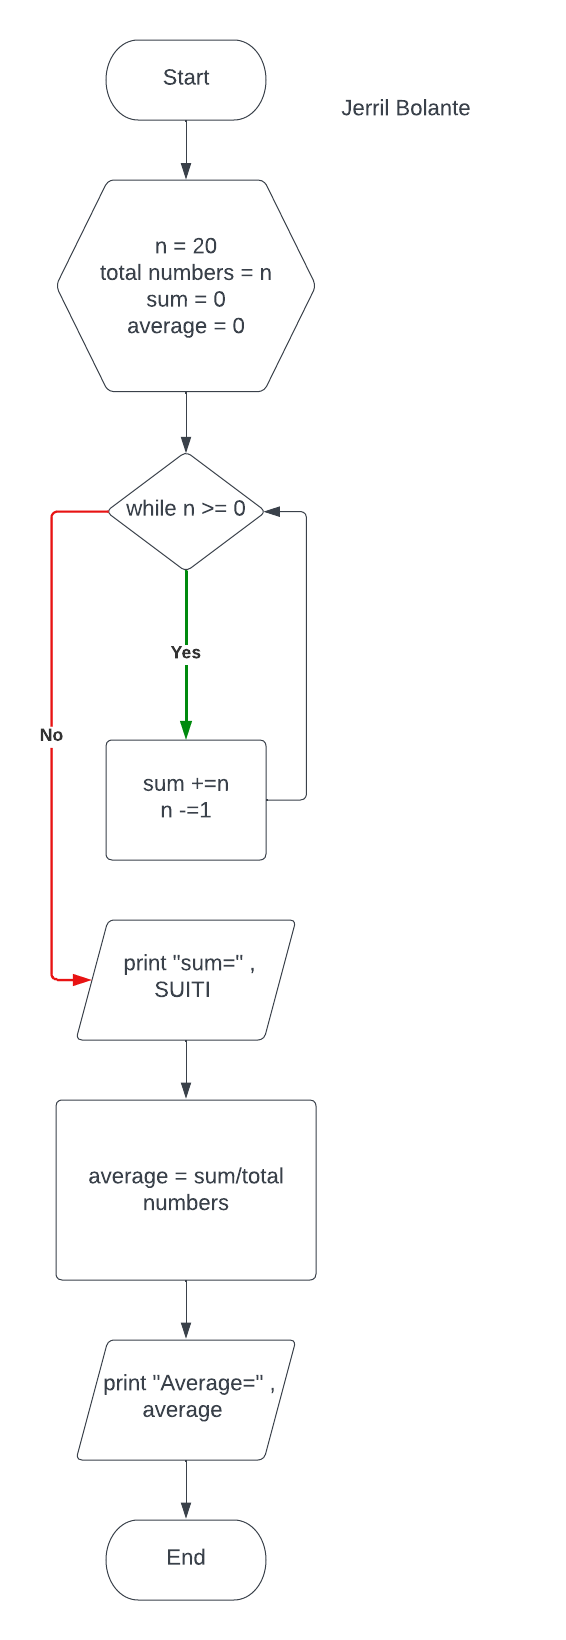 Start
Jerril Bolante
n = 20
total numbers = n
sum = 0
average = 0
while n >= 0
Yes
No
sum +=n
n -=1
print "sum=" ,
SUITI
average = sum/total
numbers
print "Average=" ,
average
End